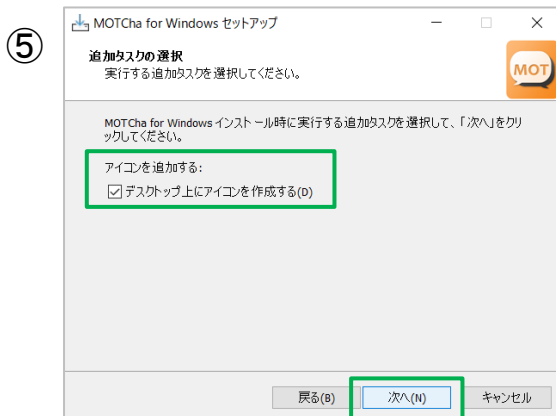 ⑤
MOTCha for Windows セットアップ
追加タスクの選択
実行する追加タスクを選択してください。
MOT
MOTCha for Windows インストール時に実行する追加タスクを選択して、「次へ」をクリ
ックしてください。
アイコンを追加する:
デスクトップ上にアイコンを作成する(D)
戻る(B) 次へ(N) キャンセル